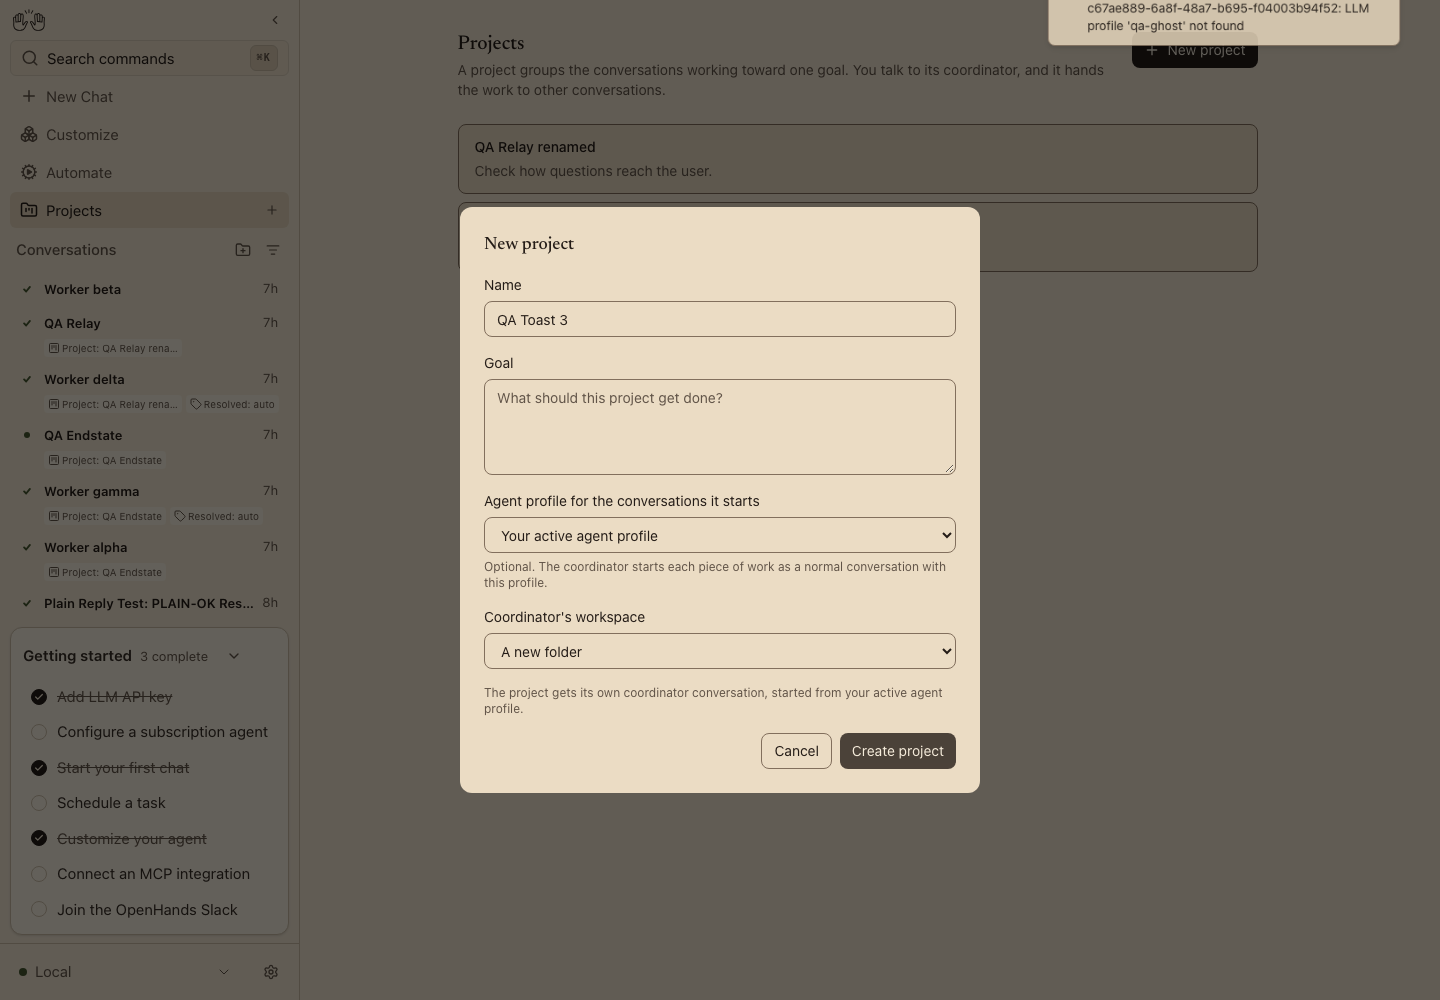 c67ae889-6a8f-48a7-b695-f04003b94f52: LLM
profile 'qa-ghost' not found
Search commands
⌘K
New Chat
Customize
Automate
Projects
Conversations
Worker beta 7h
QA Relay 7h
Project: QA Relay rena...
Worker delta 7h
Project: QA Relay rena... Resolved: auto
QA Endstate 7h
Project: QA Endstate
Worker gamma 7h
Project: QA Endstate Resolved: auto
Worker alpha 7h
Project: QA Endstate
Plain Reply Test: PLAIN-OK Res... 8h
Getting started 3 complete
Add LLM API key
Configure a subscription agent
Start your first chat
Schedule a task
Customize your agent
Connect an MCP integration
Join the OpenHands Slack
Local
Projects
New project
A project groups the conversations working toward one goal. You talk to its coordinator, and it hands
the work to other conversations.
QA Relay renamed
Check how questions reach the user.
New project
Name
QA Toast 3
Goal
What should this project get done?
Agent profile for the conversations it starts
Your active agent profile
Optional. The coordinator starts each piece of work as a normal conversation with
this profile.
Coordinator's workspace
A new folder
The project gets its own coordinator conversation, started from your active agent
profile.
Cancel
Create project